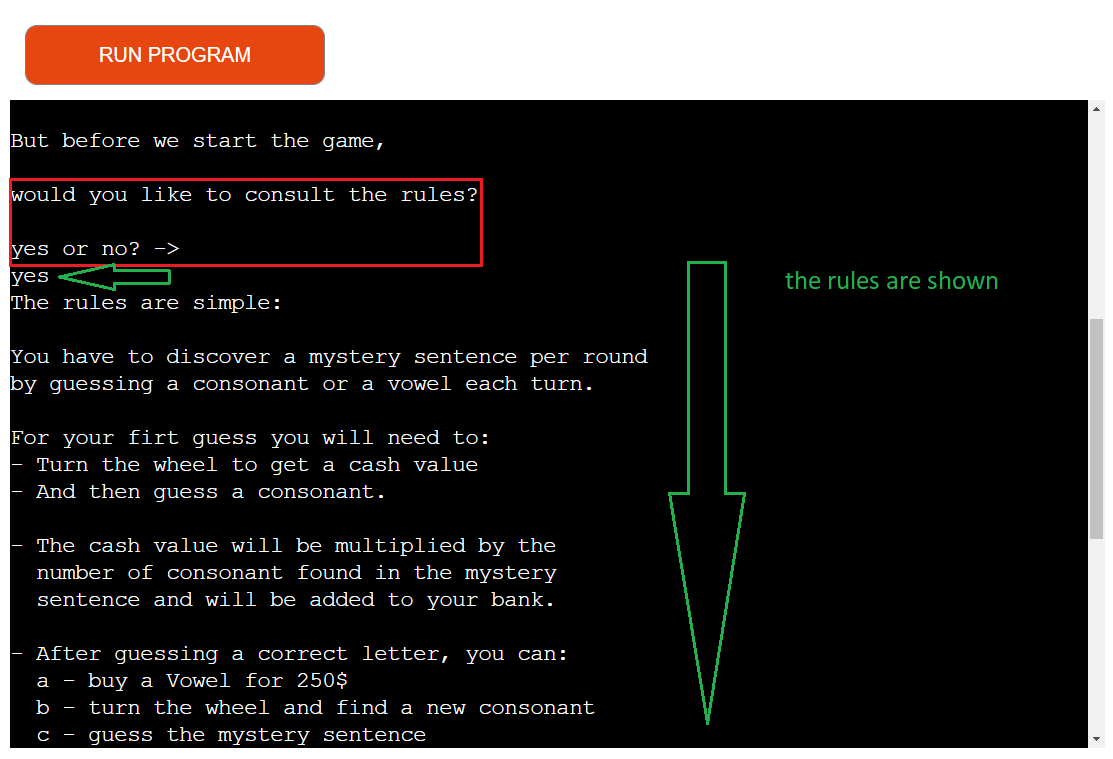 RUN PROGRAM
But before we start the game,
would you like to consult the rules?
yes or no? ->
yes
the rules are shown
The rules are simple:
You have to discover a mystery sentence per round
by guessing a consonant or a vowel each turn.
For your firt guess you will need to:
- Turn the wheel to get a cash value
- And then guess a consonant.
- The cash value will be multiplied by the
number of consonant found in the mystery
sentence and will be added to your bank.
- After guessing a correct letter, you can:
a - buy a Vowel for 250$
b - turn the wheel and find a new consonant
c - guess the mystery sentence